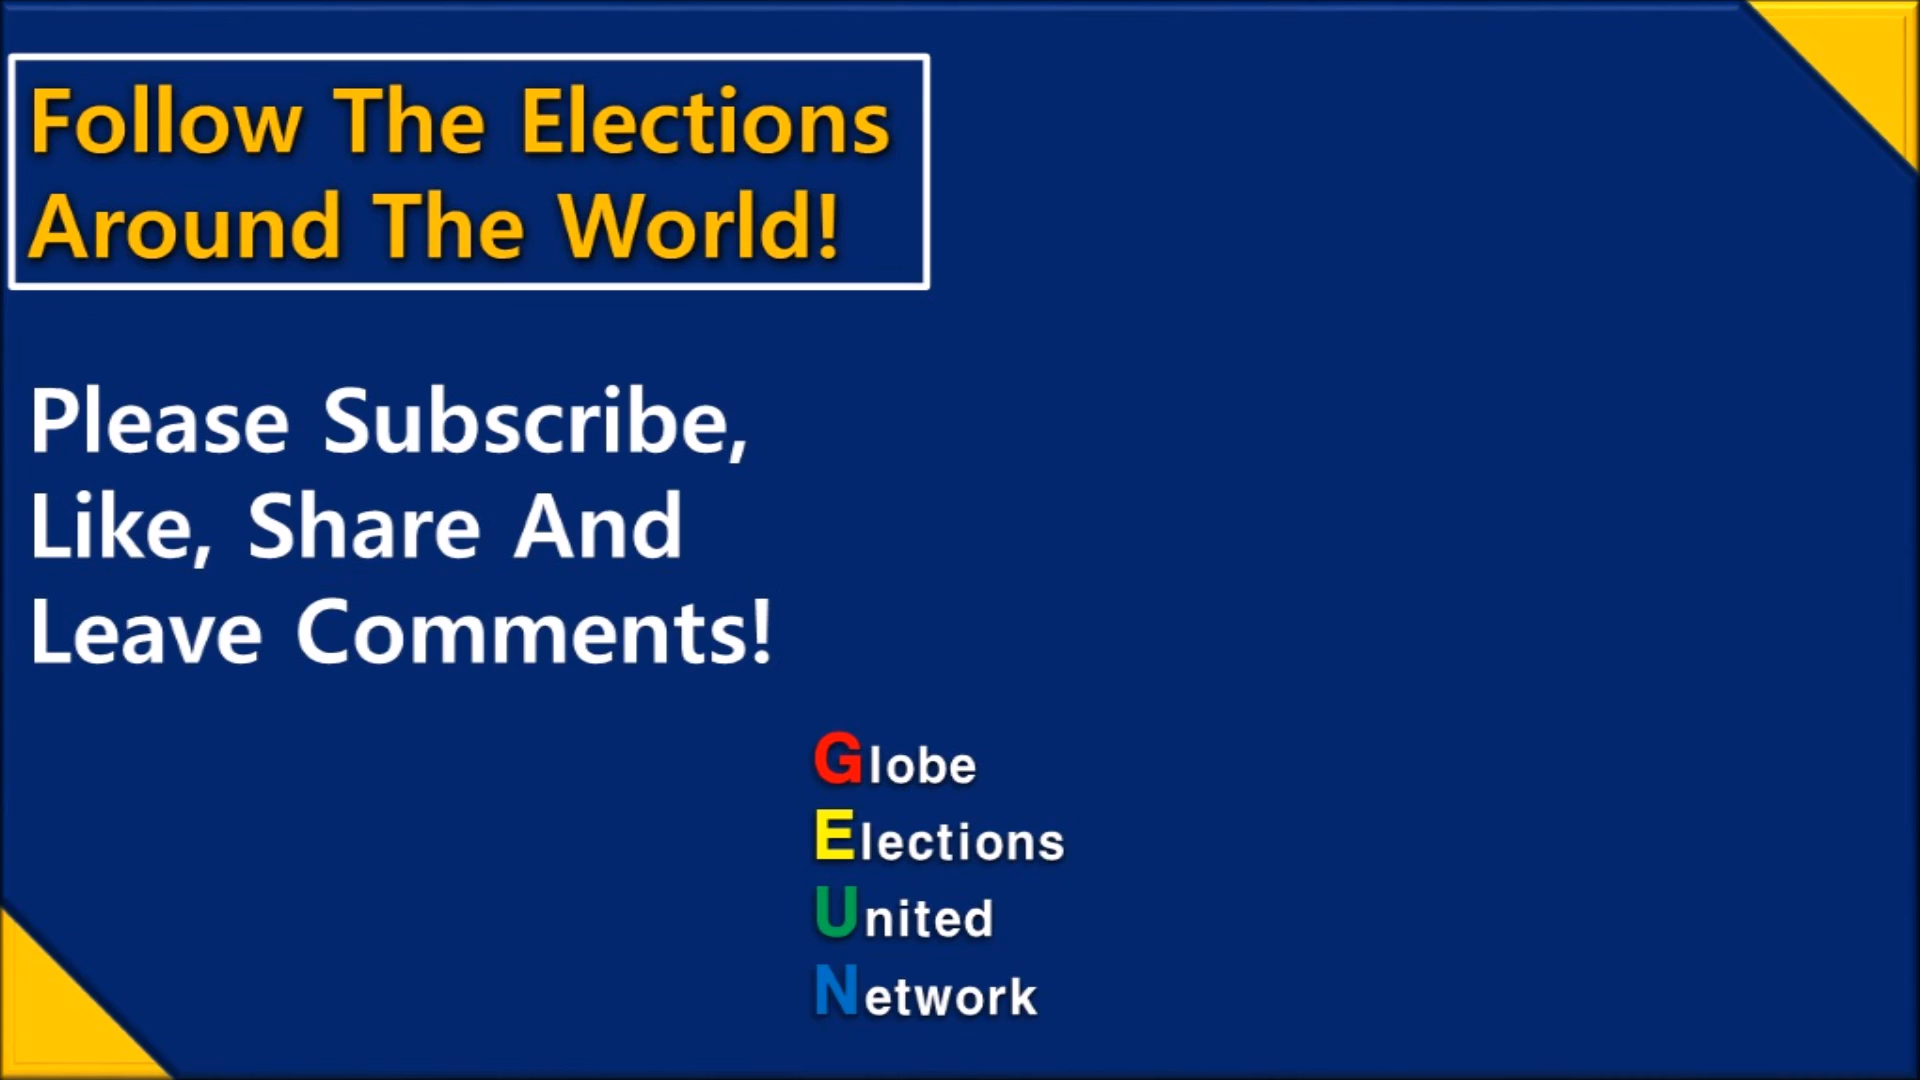 Follow The Elections
Around The World!
Please Subscribe,
Like, Share And
Leave Comments!
Globe
Elections
United
Network